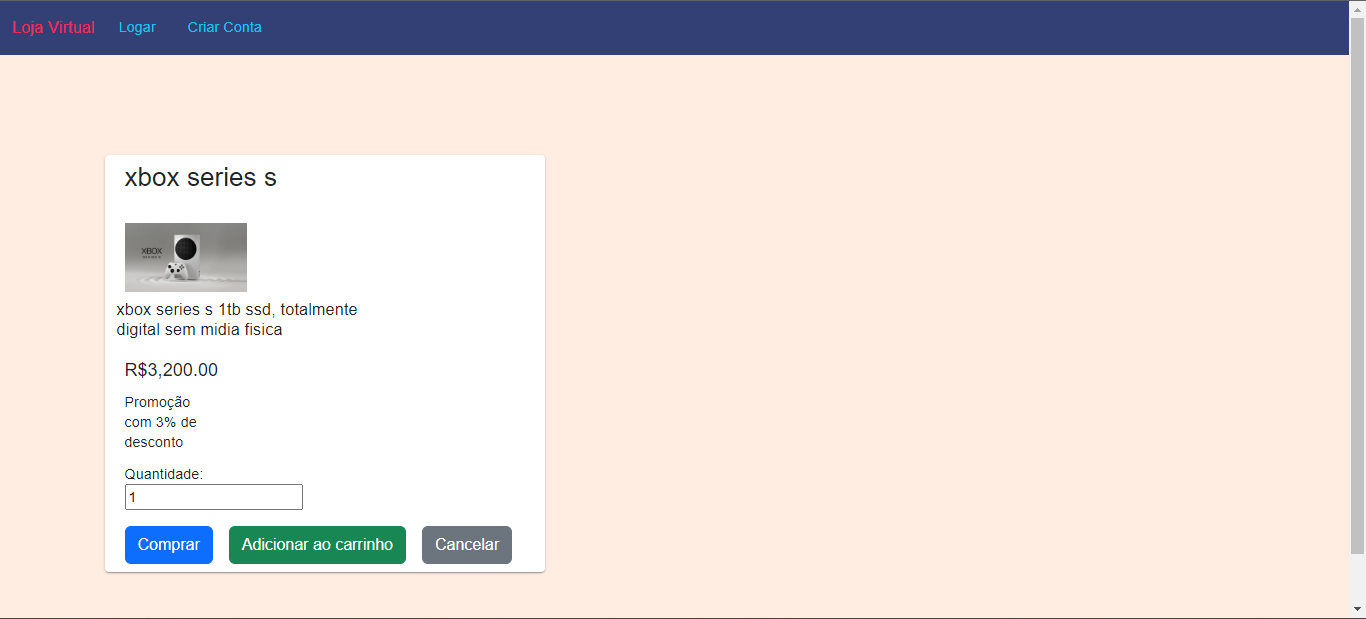 Loja Virtual Logar Criar Conta
xbox series s
XBOX
xbox series s 1tb ssd, totalmente
digital sem midia fisica
R$3,200.00
Promoção
com 3% de
desconto
Quantidade:
1
Comprar Adicionar ao carrinho Cancelar